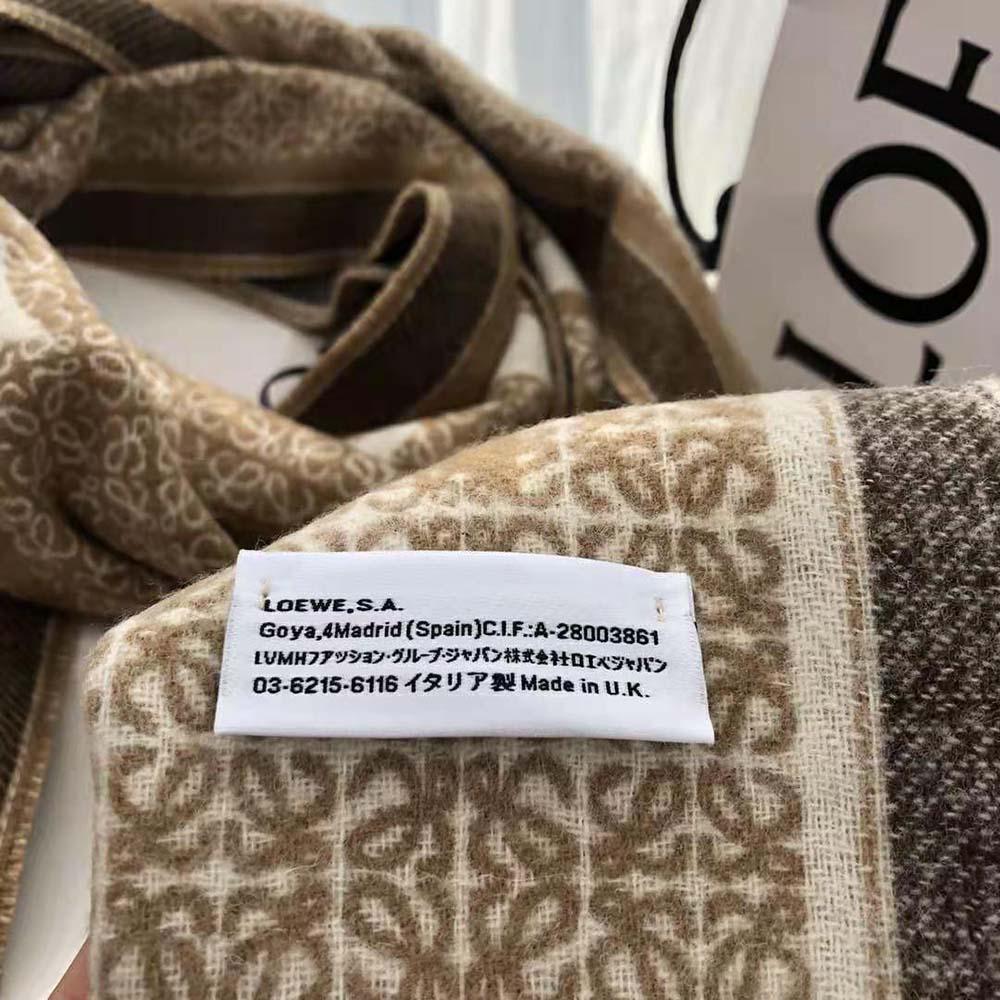 LOE
LOEWE,S.A.
Goya,4Madrid(Spain)C.I.F.:A-28003861
LVMHファッション・グループ・ジャパン株式会社ロエベジャパン
03-6215-6116 イタリア製 Made in U.K.